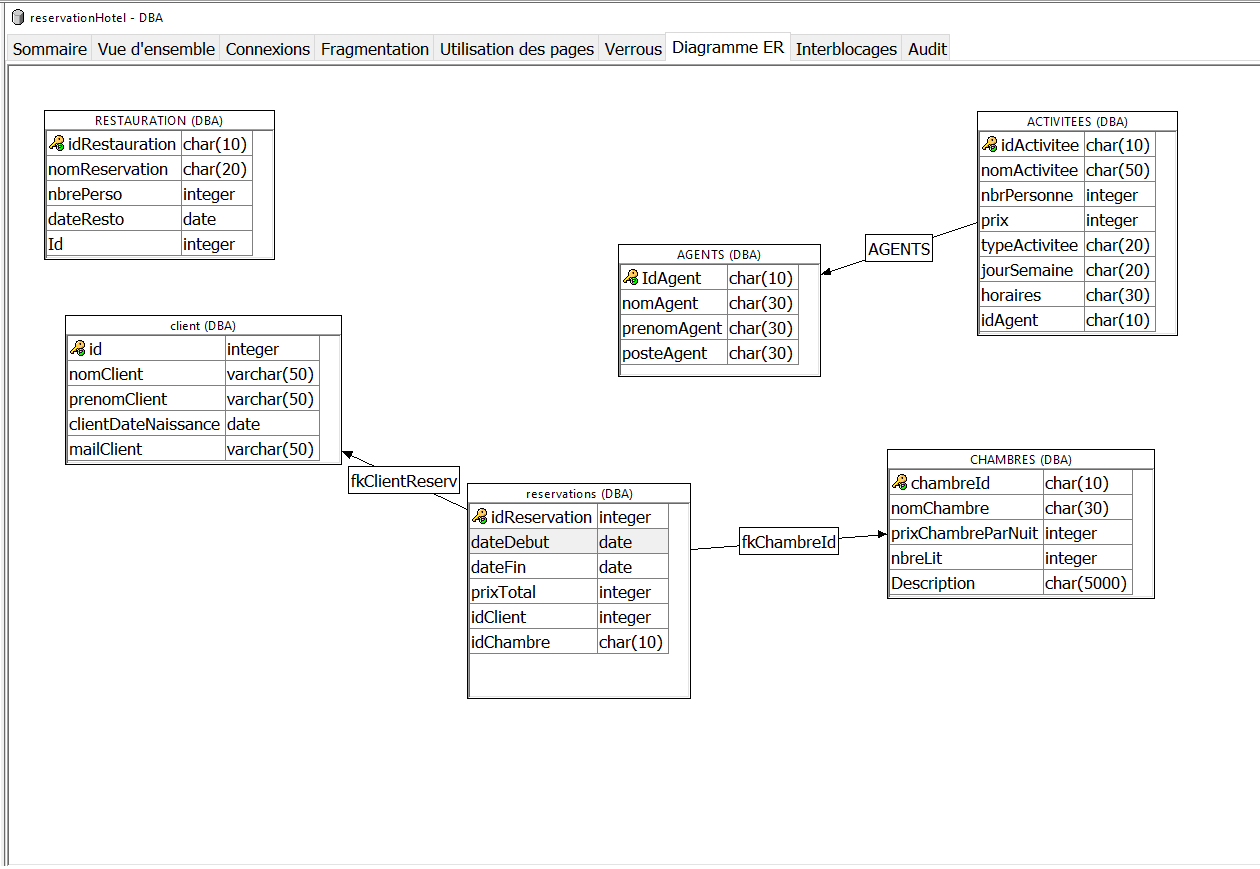 reservationHotel - DBA
Sommaire Vue d'ensemble Connexions Fragmentation Utilisation des pages Verrous Diagramme ER Interblocages Audit
RESTAURATION (DBA)
idRestauration char(10)
nomReservation char(20)
nbrePerso integer
dateResto date
Id integer
ACTIVITEES (DBA)
idActivitee char(10)
nomActivitee char(50)
nbrPersonne integer
prix integer
typeActivitee char(20)
jourSemaine char(20)
horaires char(30)
idAgent char(10)
AGENTS
AGENTS (DBA)
IdAgent char(10)
nomAgent char(30)
prenomAgent char(30)
posteAgent char(30)
client (DBA)
id integer
nomClient varchar(50)
prenomClient varchar(50)
clientDateNaissance date
mailClient varchar(50)
fkClientReserv
reservations (DBA)
idReservation integer
dateDebut date
dateFin date
prixTotal integer
idClient integer
idChambre char(10)
fkChambreId
CHAMBRES (DBA)
chambreId char(10)
nomChambre char(30)
prixChambreParNuit integer
nbreLit integer
Description char(5000)